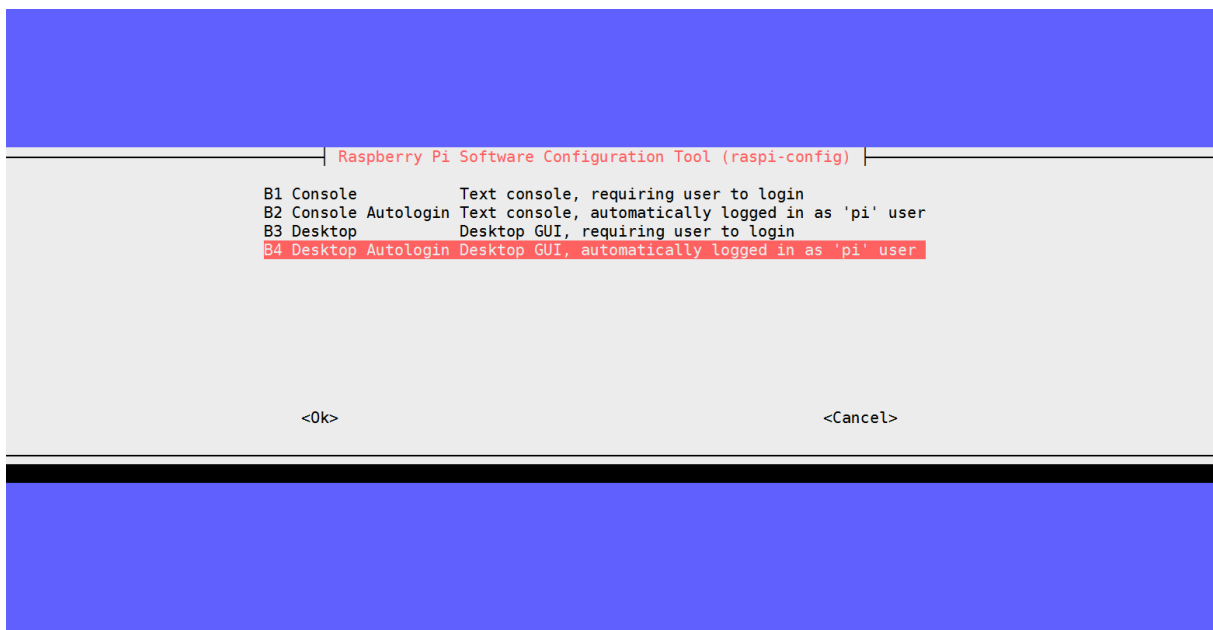 Raspberry Pi Software Configuration Tool (raspi-config)
B1 Console Text console, requiring user to login
B2 Console Autologin Text console, automatically logged in as 'pi' user
B3 Desktop Desktop GUI, requiring user to login
B4 Desktop Autologin Desktop GUI, automatically logged in as 'pi' user
<Ok> <Cancel>